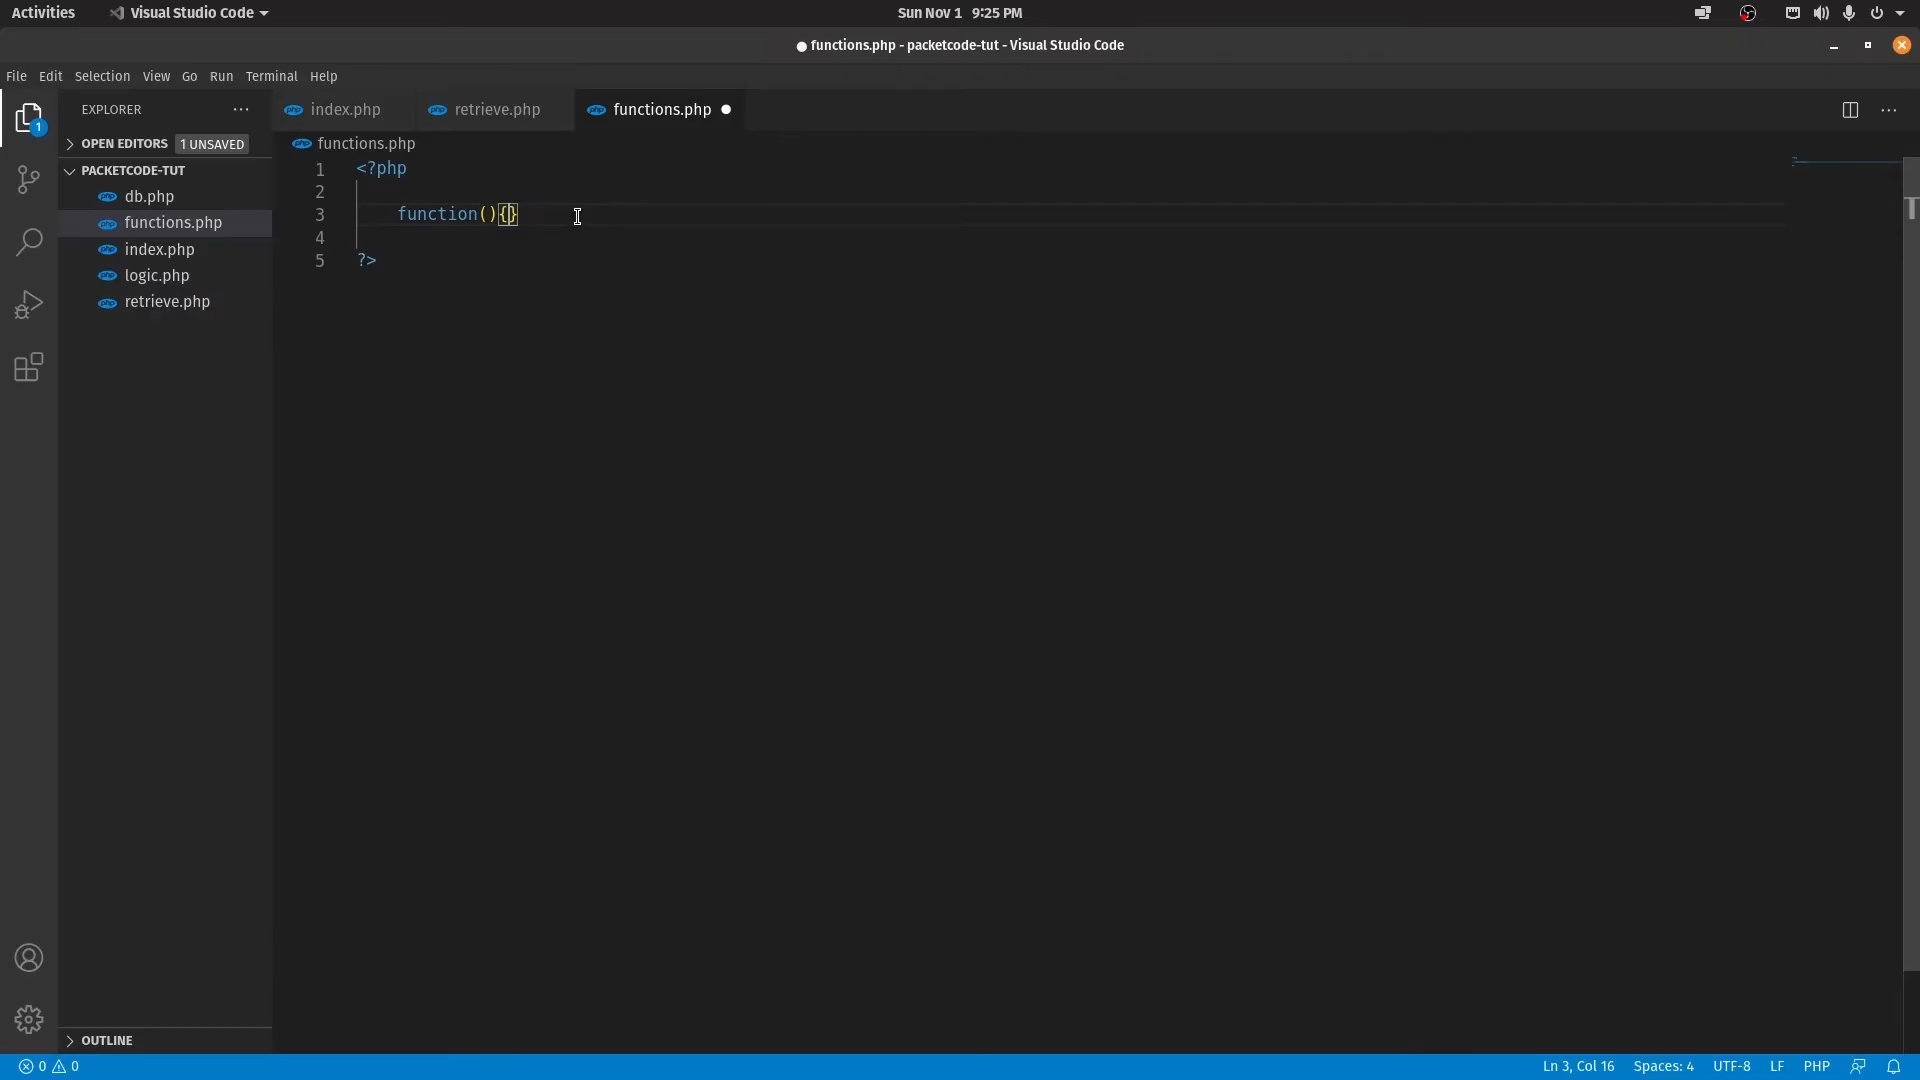 Activities
Visual Studio Code
Sun Nov 1 9:25 PM
● functions.php - packetcode-tut - Visual Studio Code
File Edit Selection View Go Run Terminal Help
EXPLORER
index.php
retrieve.php
functions.php
OPEN EDITORS
1 UNSAVED
functions.php
PACKETCODE-TUT
db.php
functions.php
index.php
logic.php
retrieve.php
1 <?php
2
3 function(){}
4
5 ?>
1
OUTLINE
0 0
Ln 3, Col 16
Spaces: 4
UTF-8
LF
PHP